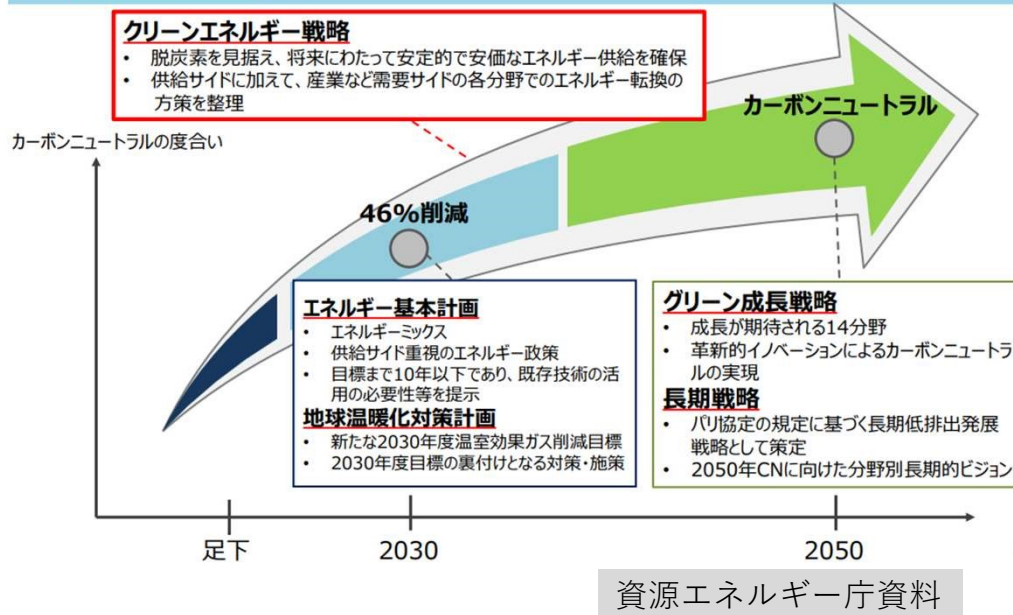 クリーンエネルギー戦略
• 脱炭素を見据え、将来にわたって安定的で安価なエネルギー供給を確保
• 供給サイドに加えて、産業など需要サイドの各分野でのエネルギー転換の
方策を整理
カーボンニュートラルの度合い
カーボンニュートラル
46%削減
エネルギー基本計画
• エネルギーミックス
• 供給サイド重視のエネルギー政策
• 目標まで10年以下であり、既存技術の活
用の必要性等を提示
地球温暖化対策計画
• 新たな2030年度温室効果ガス削減目標
• 2030年度目標の裏付けとなる対策・施策
グリーン成長戦略
• 成長が期待される14分野
• 革新的イノベーションによるカーボンニュートラ
ルの実現
長期戦略
• パリ協定の規定に基づく長期低排出発展
戦略として策定
• 2050年CNに向けた分野別長期的ビジョン
足下
2030
2050
資源エネルギー庁資料